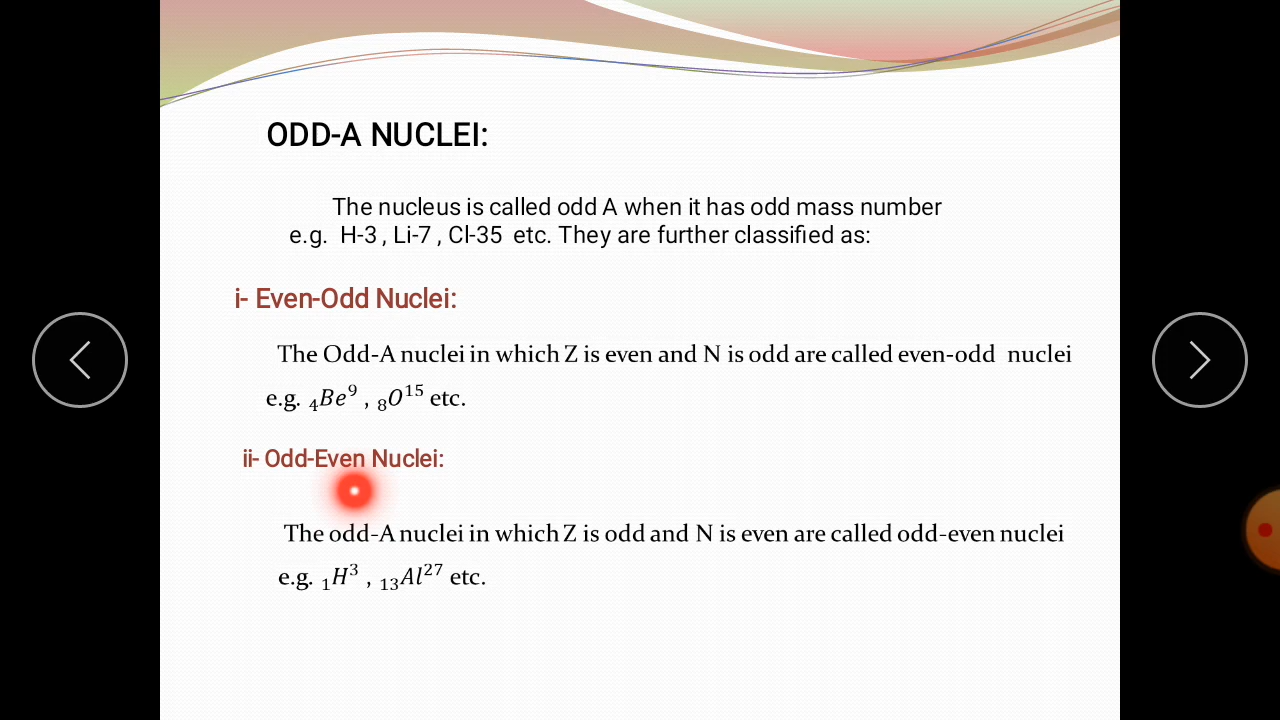 ODD-A NUCLEI:
The nucleus is called odd A when it has odd mass number
e.g. H-3 , Li-7 , Cl-35 etc. They are further classified as:
i- Even-Odd Nuclei:
The Odd-A nuclei in which Z is even and N is odd are called even-odd nuclei
e.g. ₄Be⁹ , ₈O¹⁵ etc.
ii- Odd-Even Nuclei:
The odd-A nuclei in which Z is odd and N is even are called odd-even nuclei
e.g. ₁H³ , ₁₃Al²⁷ etc.